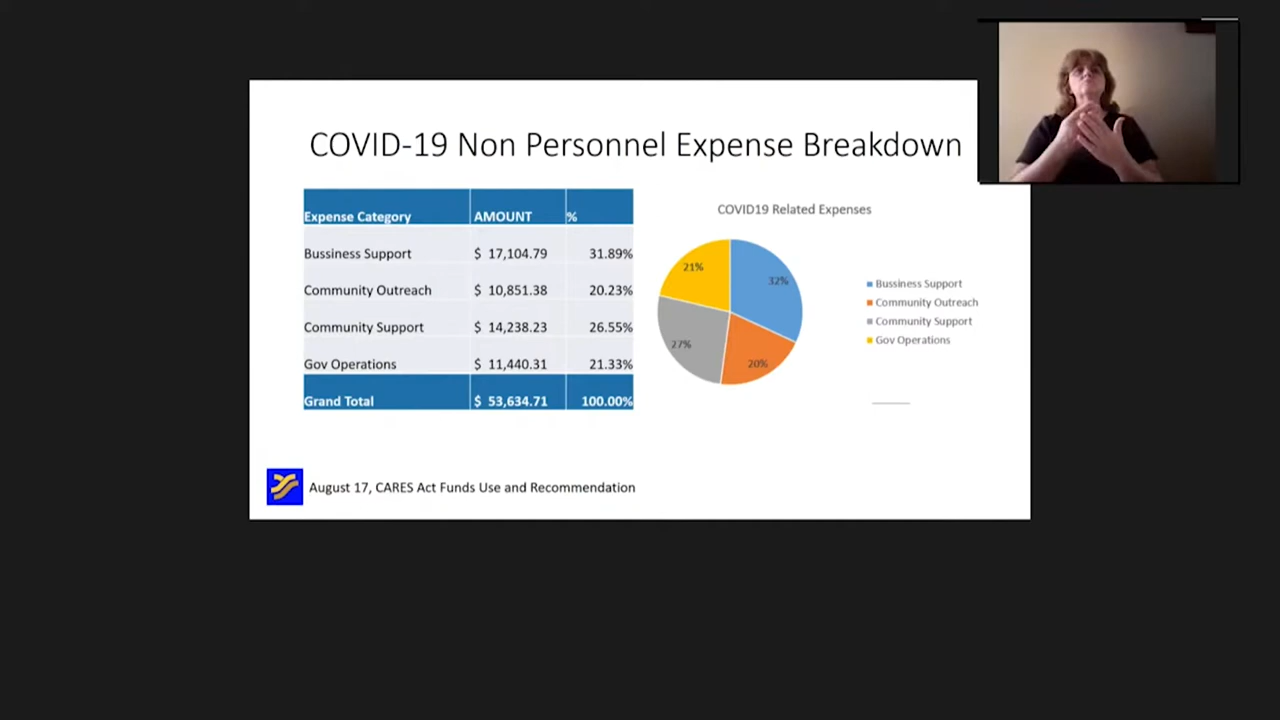 COVID-19 Non Personnel Expense Breakdown
Expense Category AMOUNT %
Bussiness Support $ 17,104.79 31.89%
Community Outreach $ 10,851.38 20.23%
Community Support $ 14,238.23 26.55%
Gov Operations $ 11,440.31 21.33%
Grand Total $ 53,634.71 100.00%
COVID19 Related Expenses
21%
32%
27%
20%
Bussiness Support
Community Outreach
Community Support
Gov Operations
August 17, CARES Act Funds Use and Recommendation